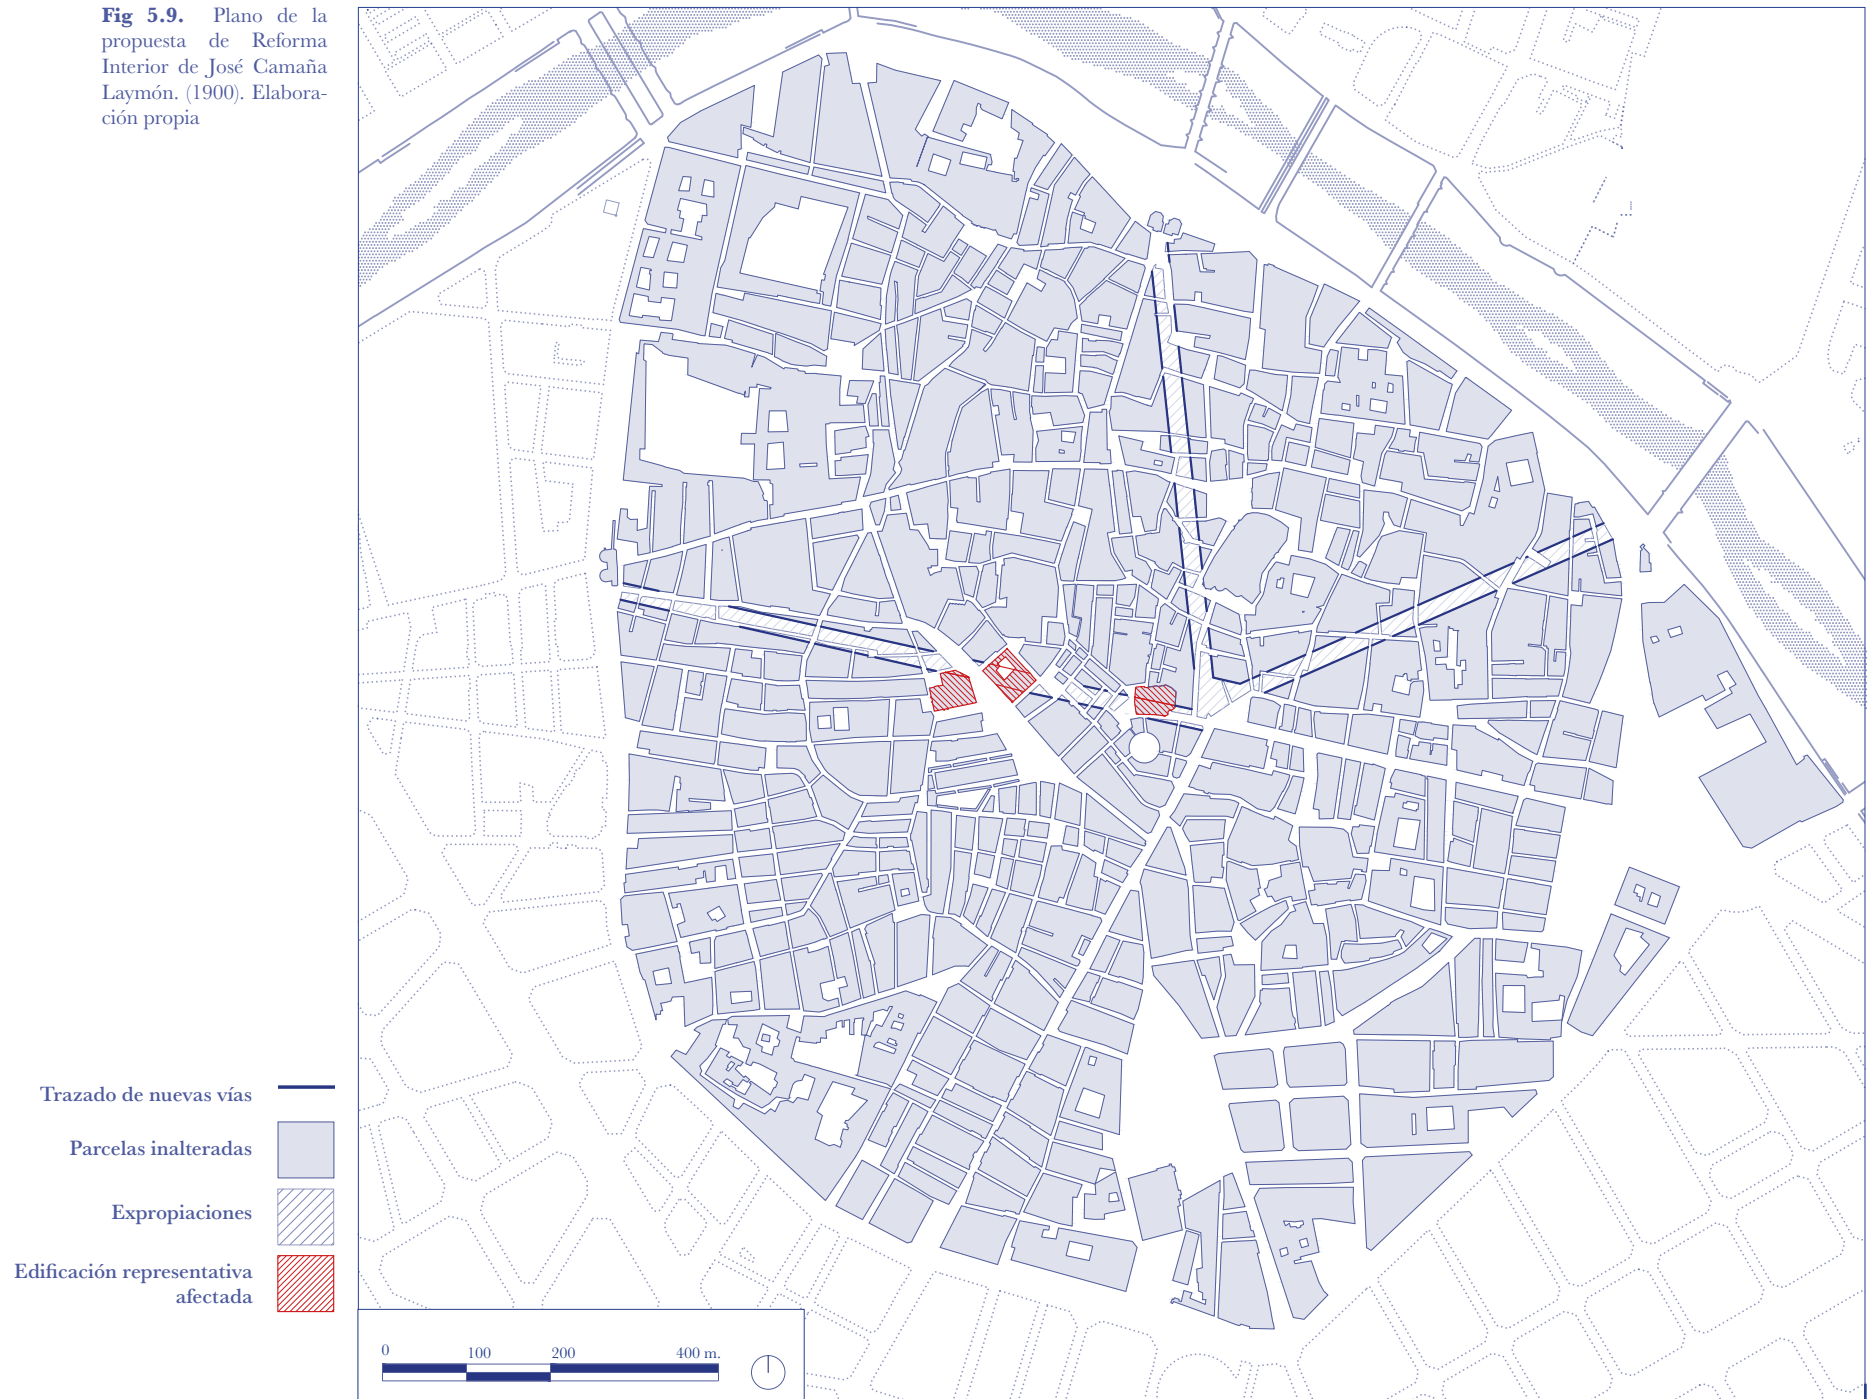 Fig 5.9. Plano de la
propuesta de Reforma
Interior de José Camaña
Laymón. (1900). Elabora-
ción propia
Trazado de nuevas vías
Parcelas inalteradas
Expropiaciones
Edificación representativa
afectada
0 100 200 400 m.